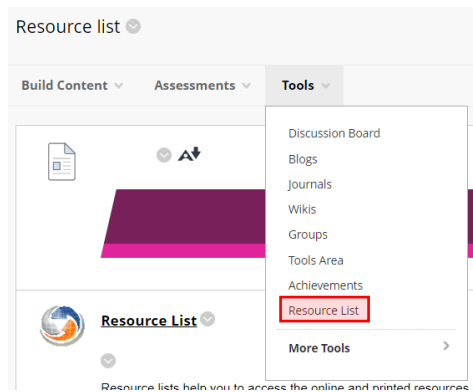 Resource list
Build Content Assessments Tools
Discussion Board
Blogs
Journals
Wikis
Groups
Tools Area
Achievements
Resource List
More Tools
A
Resource List
Resource lists help you to access the online and printed resources